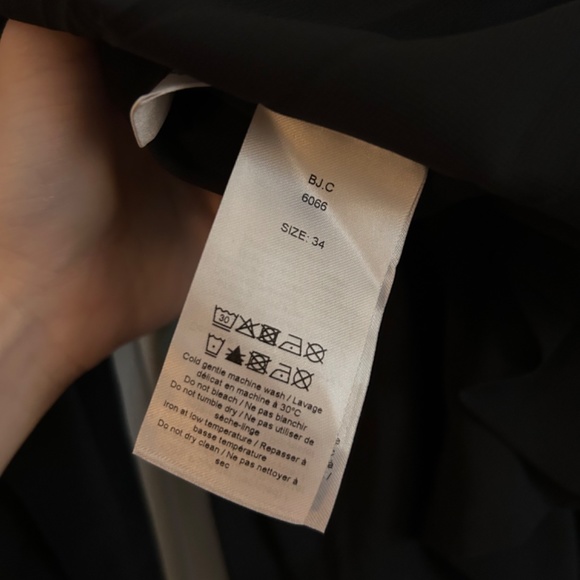 BJ.C
6066
SIZE: 34
30
Cold gentle machine wash / Lavage
délicat en machine à 30°C
Do not bleach / Ne pas blanchir
Do not tumble dry / Ne pas utiliser de
sèche-linge
Iron at low temperature / Repasser à
basse température
Do not dry clean / Ne pas nettoyer à
sec